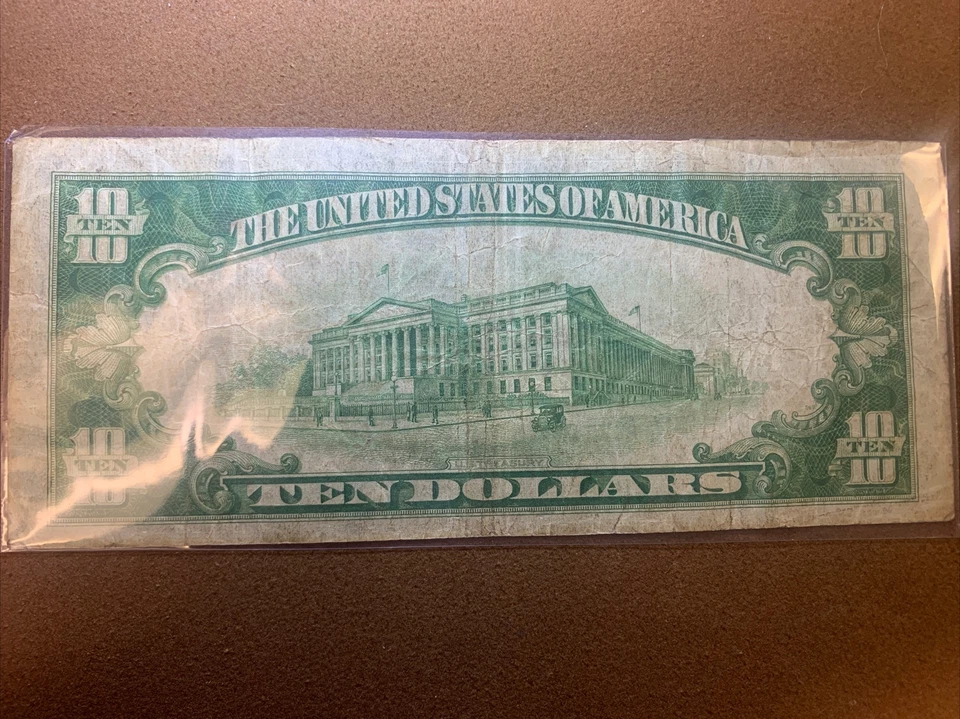 10 TEN 10
THE UNITED STATES OF AMERICA
10 TEN 10
U.S. TREASURY
10 TEN 10
TEN DOLLARS
10 TEN 10